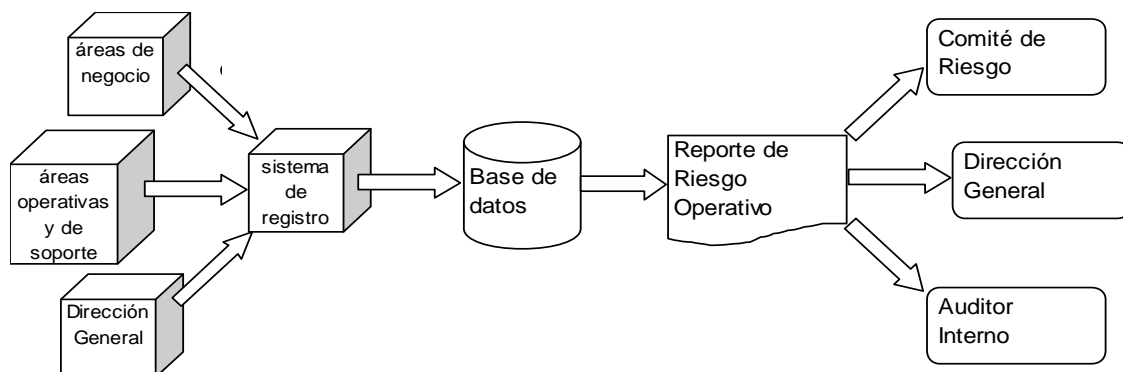 áreas de
negocio
áreas
operativas
y de
soporte
Dirección
General
sistema
de
registro
Base de
datos
Reporte de
Riesgo
Operativo
Comité de
Riesgo
Dirección
General
Auditor
Interno